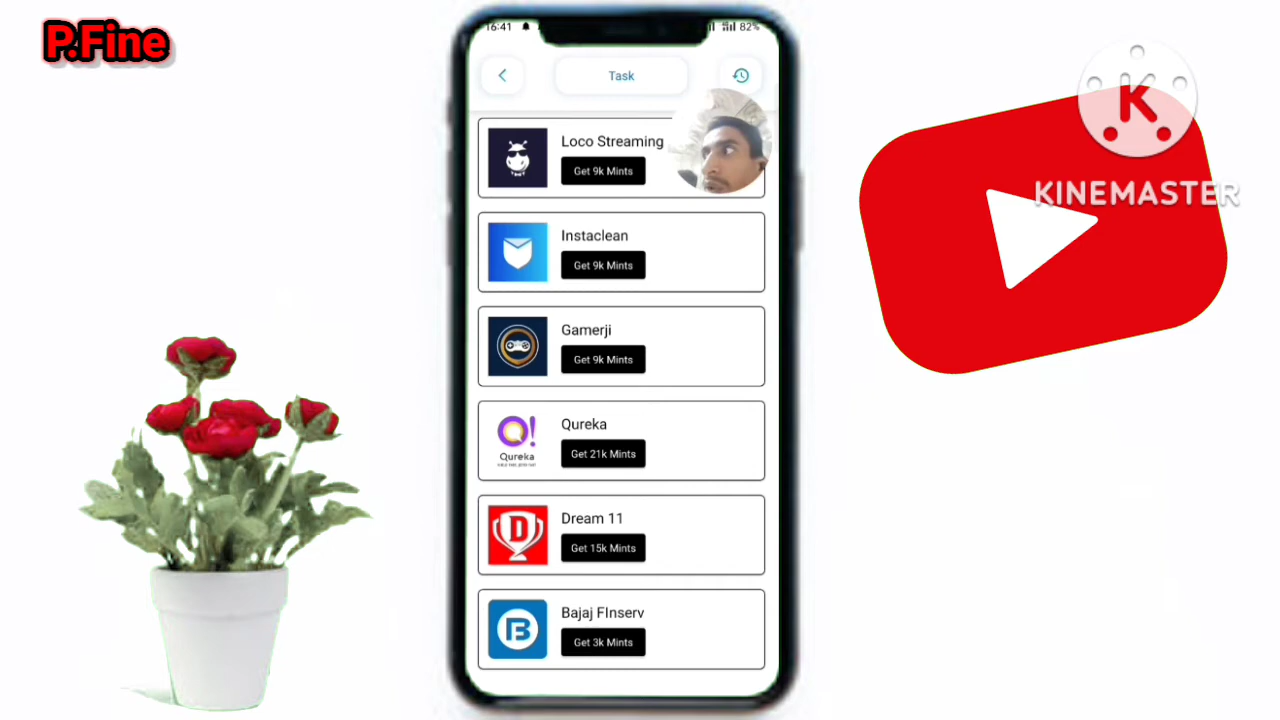 P.Fine
16:41
82%
Task
Loco Streaming
Get 9k Mints
Instaclean
Get 9k Mints
Gamerji
Get 9k Mints
Qureka
Qureka
Get 21k Mints
Dream 11
D
Get 15k Mints
Bajaj FInserv
B
Get 3k Mints
K
KINEMASTER